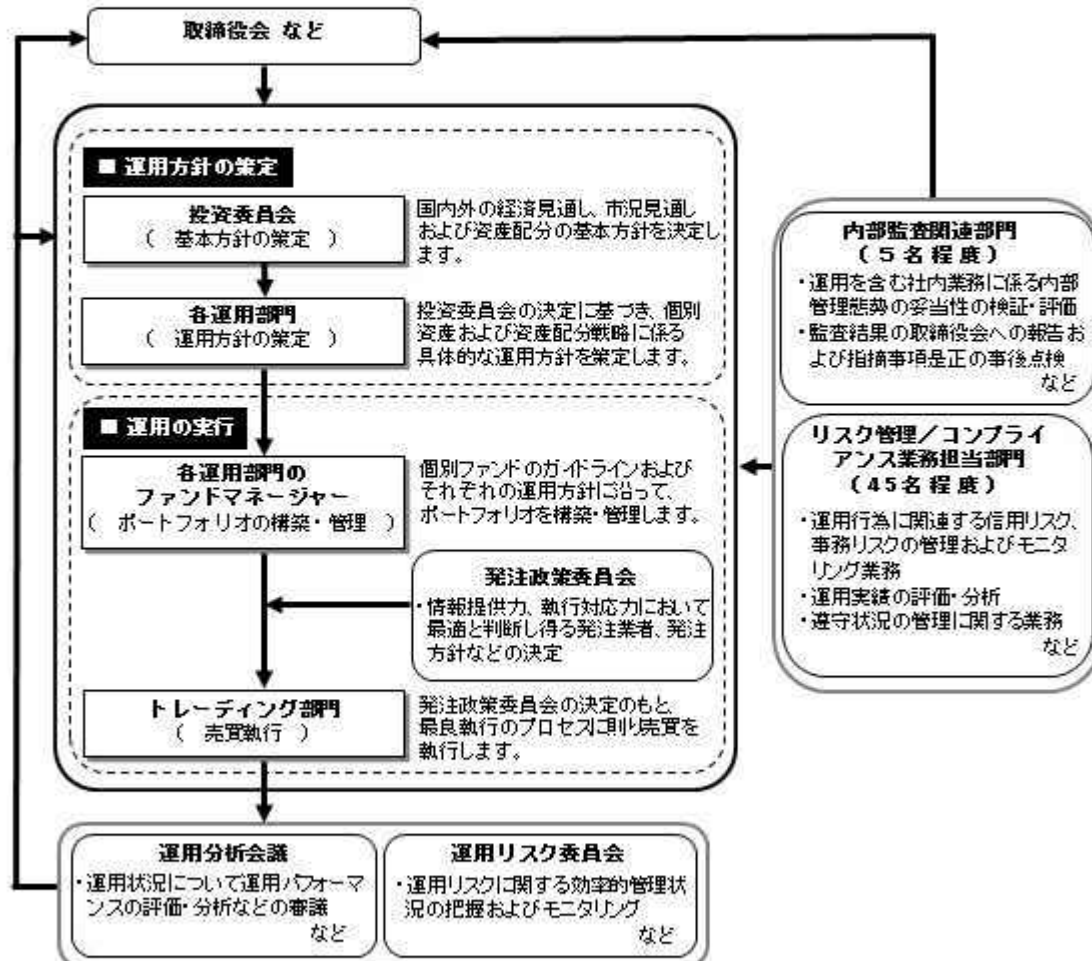 取締役会 など
■ 運用方針の策定
投資委員会
( 基本方針の策定 )
国内外の経済見通し、市況見通し
および資産配分の基本方針を決定し
ます。
各運用部門
( 運用方針の策定 )
投資委員会の決定に基づき、個別
資産および資産配分戦略に係る
具体的な運用方針を策定します。
■ 運用の実行
各運用部門の
ファンドマネージャー
( ポートフォリオの構築・管理 )
個別ファンドのガイドラインおよび
それぞれの運用方針に沿って、
ポートフォリオを構築・管理します。
発注政策委員会
・情報提供力、執行対応力において
最適と判断し得る発注業者、発注
方針などの決定
トレーディング部門
( 売買執行 )
発注政策委員会の決定のもと、
最良執行のプロセスに則り売買を
執行します。
運用分析会議
・運用状況について運用パフォーマ
ンスの評価・分析などの審議
など
運用リスク委員会
・運用リスクに関する効率的管理状
況の把握およびモニタリング
など
内部監査関連部門
(5名程度)
・運用を含む社内業務に係る内部
管理態勢の妥当性の検証・評価
・監査結果の取締役会への報告お
よび指摘事項是正の事後点検
など
リスク管理/コンプライ
アンス業務担当部門
(45名程度)
・運用行為に関連する信用リスク、
事務リスクの管理およびモニタ
リング業務
・運用実績の評価・分析
・遵守状況の管理に関する業務
など